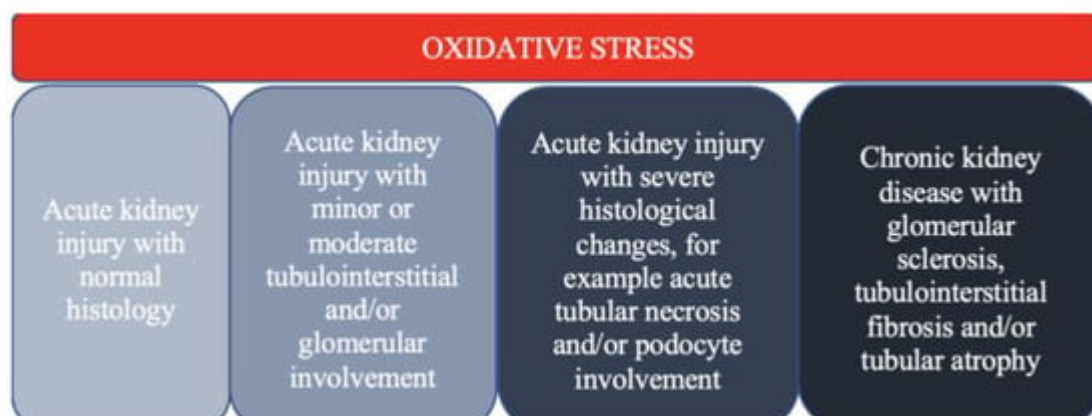 OXIDATIVE STRESS
Acute kidney
injury with
normal
histology
Acute kidney
injury with
minor or
moderate
tubulointerstitial
and/or
glomerular
involvement
Acute kidney injury
with severe
histological
changes, for
example acute
tubular necrosis
and/or podocyte
involvement
Chronic kidney
disease with
glomerular
sclerosis,
tubulointerstitial
fibrosis and/or
tubular atrophy